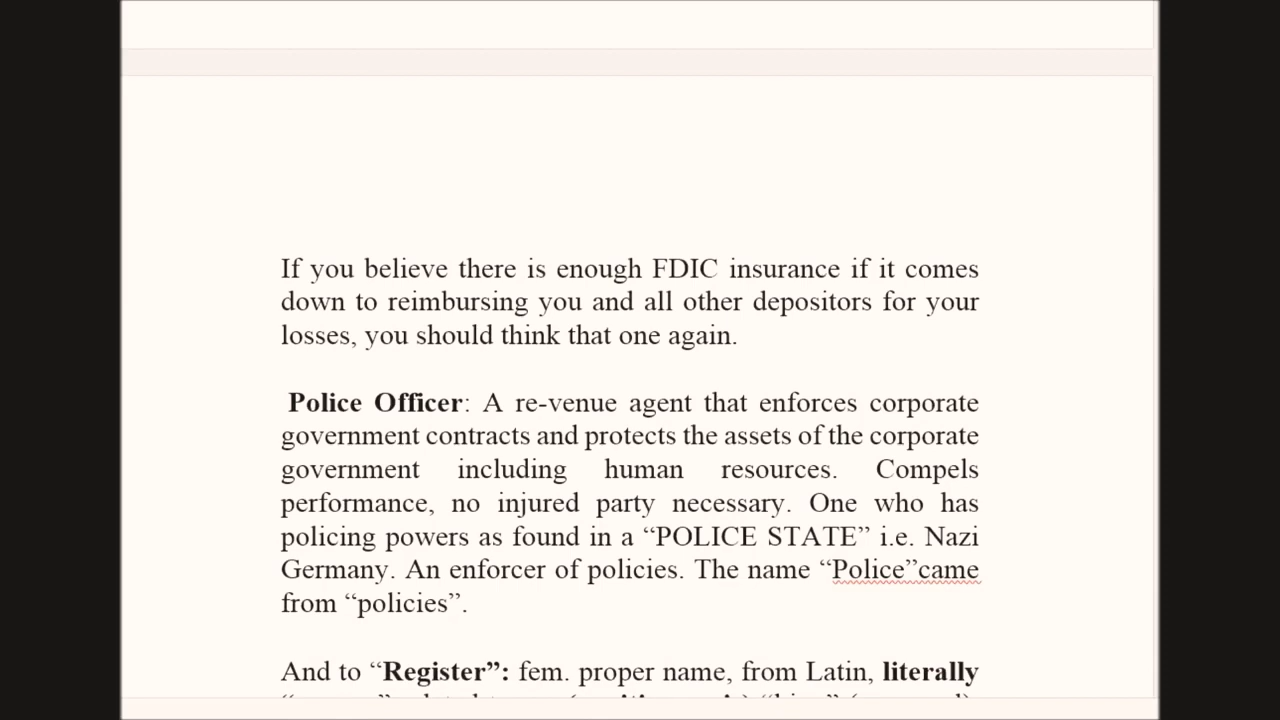 If you believe there is enough FDIC insurance if it comes
down to reimbursing you and all other depositors for your
losses, you should think that one again.
Police Officer: A re-venue agent that enforces corporate
government contracts and protects the assets of the corporate
government including human resources. Compels
performance, no injured party necessary. One who has
policing powers as found in a “POLICE STATE” i.e. Nazi
Germany. An enforcer of policies. The name “Police”came
from “policies”.
And to “Register”: fem. proper name, from Latin, literally